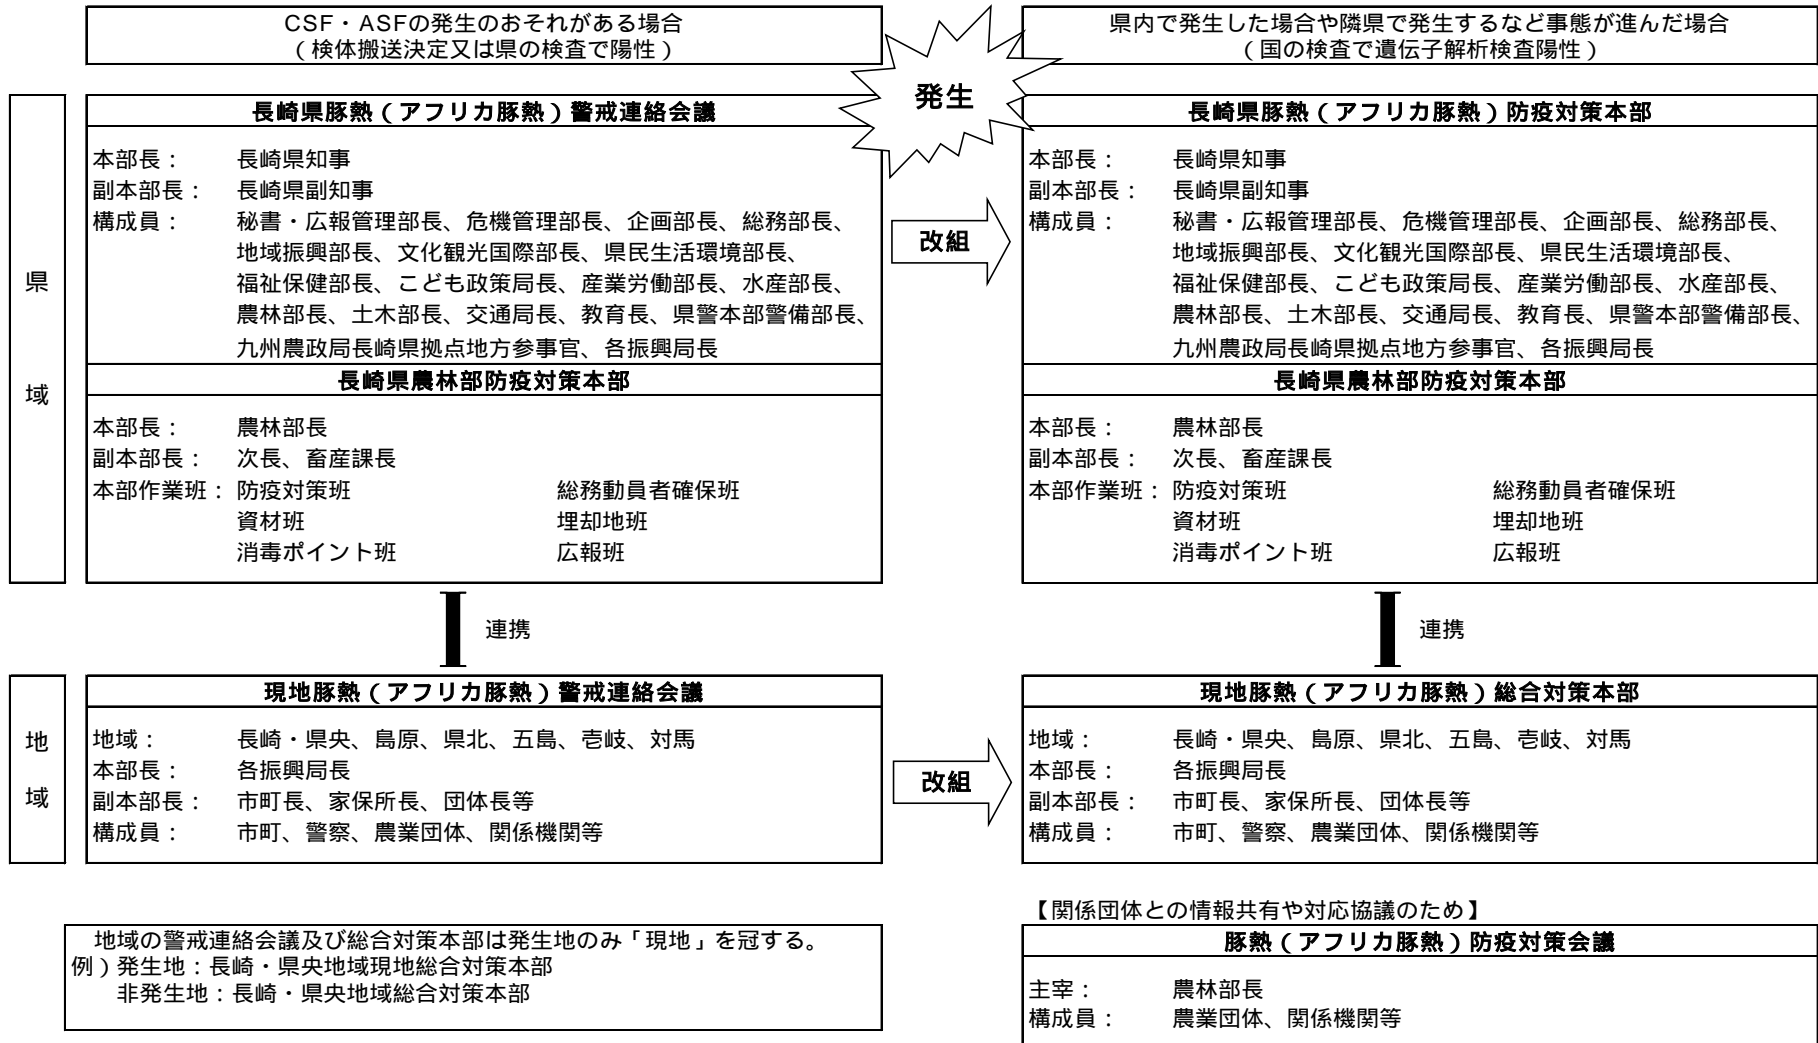 CSF・ASFの発生のおそれがある場合
（検体搬送決定又は県の検査で陽性）
発生
県内で発生した場合や隣県で発生するなど事態が進んだ場合
（国の検査で遺伝子解析検査陽性）
県
域
長崎県豚熱（アフリカ豚熱）警戒連絡会議
本部長： 長崎県知事
副本部長： 長崎県副知事
構成員： 秘書・広報管理部長、危機管理部長、企画部長、総務部長、
地域振興部長、文化観光国際部長、県民生活環境部長、
福祉保健部長、こども政策局長、産業労働部長、水産部長、
農林部長、土木部長、交通局長、教育長、県警本部警備部長、
九州農政局長崎県拠点地方参事官、各振興局長
長崎県農林部防疫対策本部
本部長： 農林部長
副本部長： 次長、畜産課長
本部作業班： 防疫対策班 総務動員者確保班
資材班 埋却地班
消毒ポイント班 広報班
改組
長崎県豚熱（アフリカ豚熱）防疫対策本部
本部長： 長崎県知事
副本部長： 長崎県副知事
構成員： 秘書・広報管理部長、危機管理部長、企画部長、総務部長、
地域振興部長、文化観光国際部長、県民生活環境部長、
福祉保健部長、こども政策局長、産業労働部長、水産部長、
農林部長、土木部長、交通局長、教育長、県警本部警備部長、
九州農政局長崎県拠点地方参事官、各振興局長
長崎県農林部防疫対策本部
本部長： 農林部長
副本部長： 次長、畜産課長
本部作業班： 防疫対策班 総務動員者確保班
資材班 埋却地班
消毒ポイント班 広報班
連携
連携
地
域
現地豚熱（アフリカ豚熱）警戒連絡会議
地域： 長崎・県央、島原、県北、五島、壱岐、対馬
本部長： 各振興局長
副本部長： 市町長、家保所長、団体長等
構成員： 市町、警察、農業団体、関係機関等
改組
現地豚熱（アフリカ豚熱）総合対策本部
地域： 長崎・県央、島原、県北、五島、壱岐、対馬
本部長： 各振興局長
副本部長： 市町長、家保所長、団体長等
構成員： 市町、警察、農業団体、関係機関等
地域の警戒連絡会議及び総合対策本部は発生地のみ「現地」を冠する。
例）発生地：長崎・県央地域現地総合対策本部
非発生地：長崎・県央地域総合対策本部
【関係団体との情報共有や対応協議のため】
豚熱（アフリカ豚熱）防疫対策会議
主宰： 農林部長
構成員： 農業団体、関係機関等